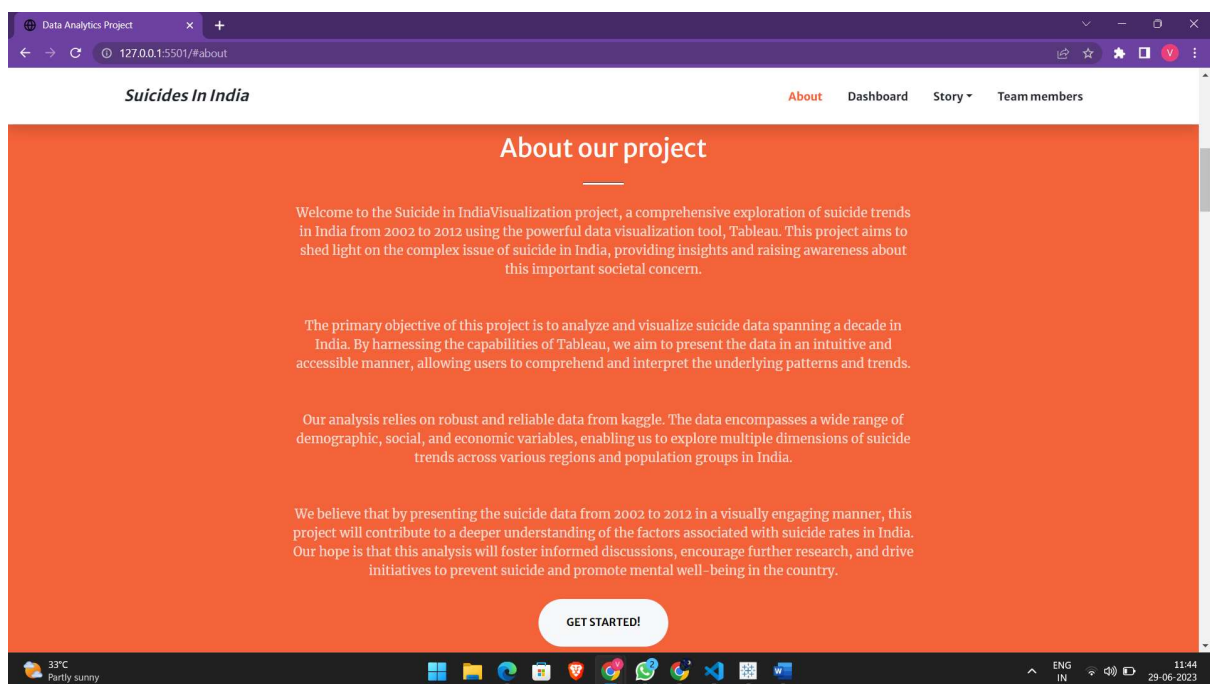 Data Analytics Project
127.0.0.1:5501/#about
V
Suicides In India
About Dashboard Story Team members
About our project
Welcome to the Suicide in IndiaVisualization project, a comprehensive exploration of suicide trends
in India from 2002 to 2012 using the powerful data visualization tool, Tableau. This project aims to
shed light on the complex issue of suicide in India, providing insights and raising awareness about
this important societal concern.
The primary objective of this project is to analyze and visualize suicide data spanning a decade in
India. By harnessing the capabilities of Tableau, we aim to present the data in an intuitive and
accessible manner, allowing users to comprehend and interpret the underlying patterns and trends.
Our analysis relies on robust and reliable data from kaggle. The data encompasses a wide range of
demographic, social, and economic variables, enabling us to explore multiple dimensions of suicide
trends across various regions and population groups in India.
We believe that by presenting the suicide data from 2002 to 2012 in a visually engaging manner, this
project will contribute to a deeper understanding of the factors associated with suicide rates in India.
Our hope is that this analysis will foster informed discussions, encourage further research, and drive
initiatives to prevent suicide and promote mental well-being in the country.
GET STARTED!
33°C
Partly sunny
ENG
IN
11:44
29-06-2023